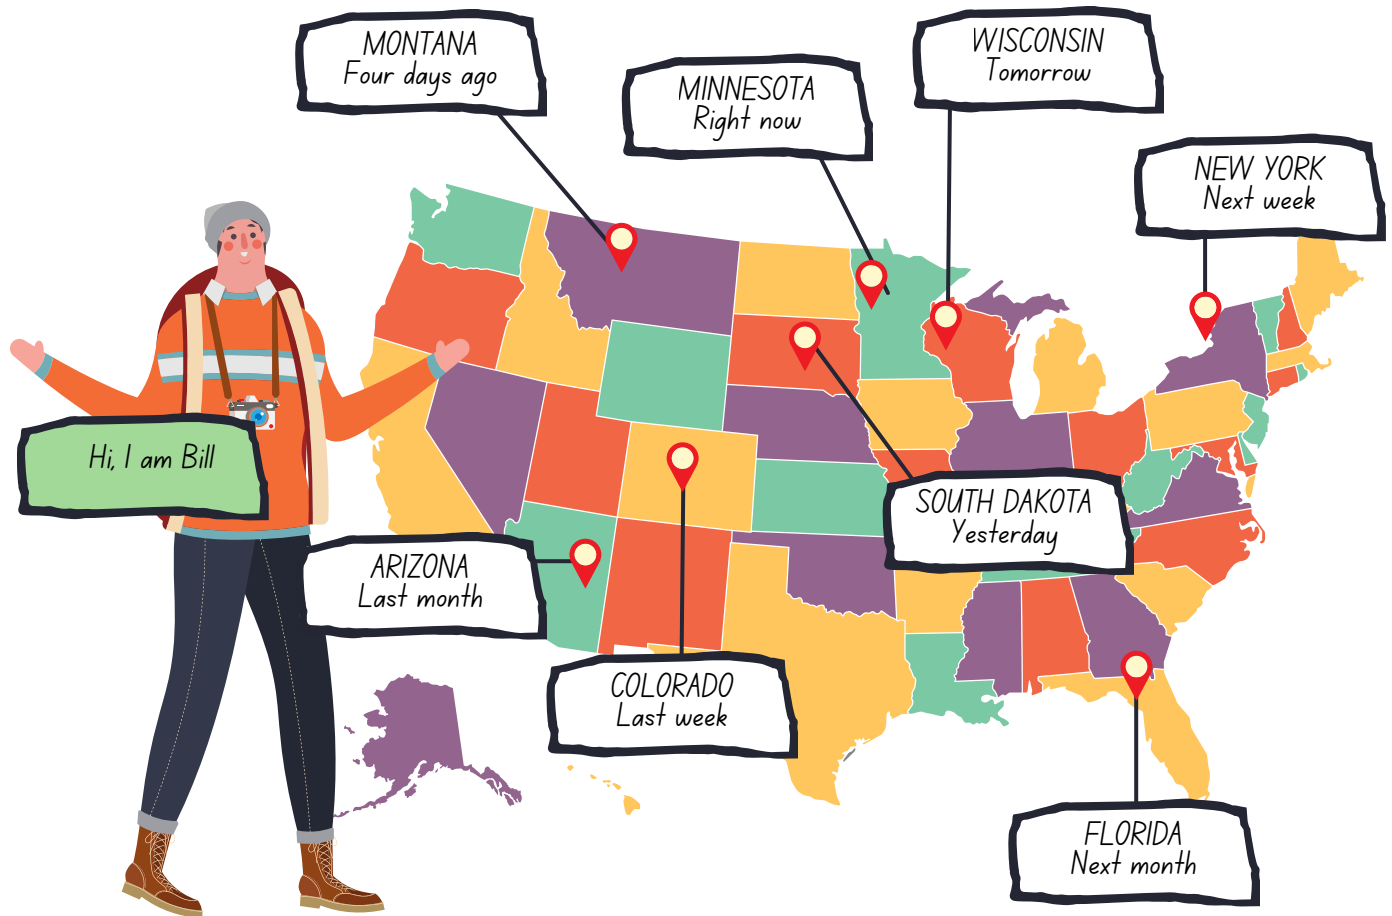 MONTANA
Four days ago
MINNESOTA
Right now
WISCONSIN
Tomorrow
NEW YORK
Next week
Hi, I am Bill
SOUTH DAKOTA
Yesterday
ARIZONA
Last month
COLORADO
Last week
FLORIDA
Next month